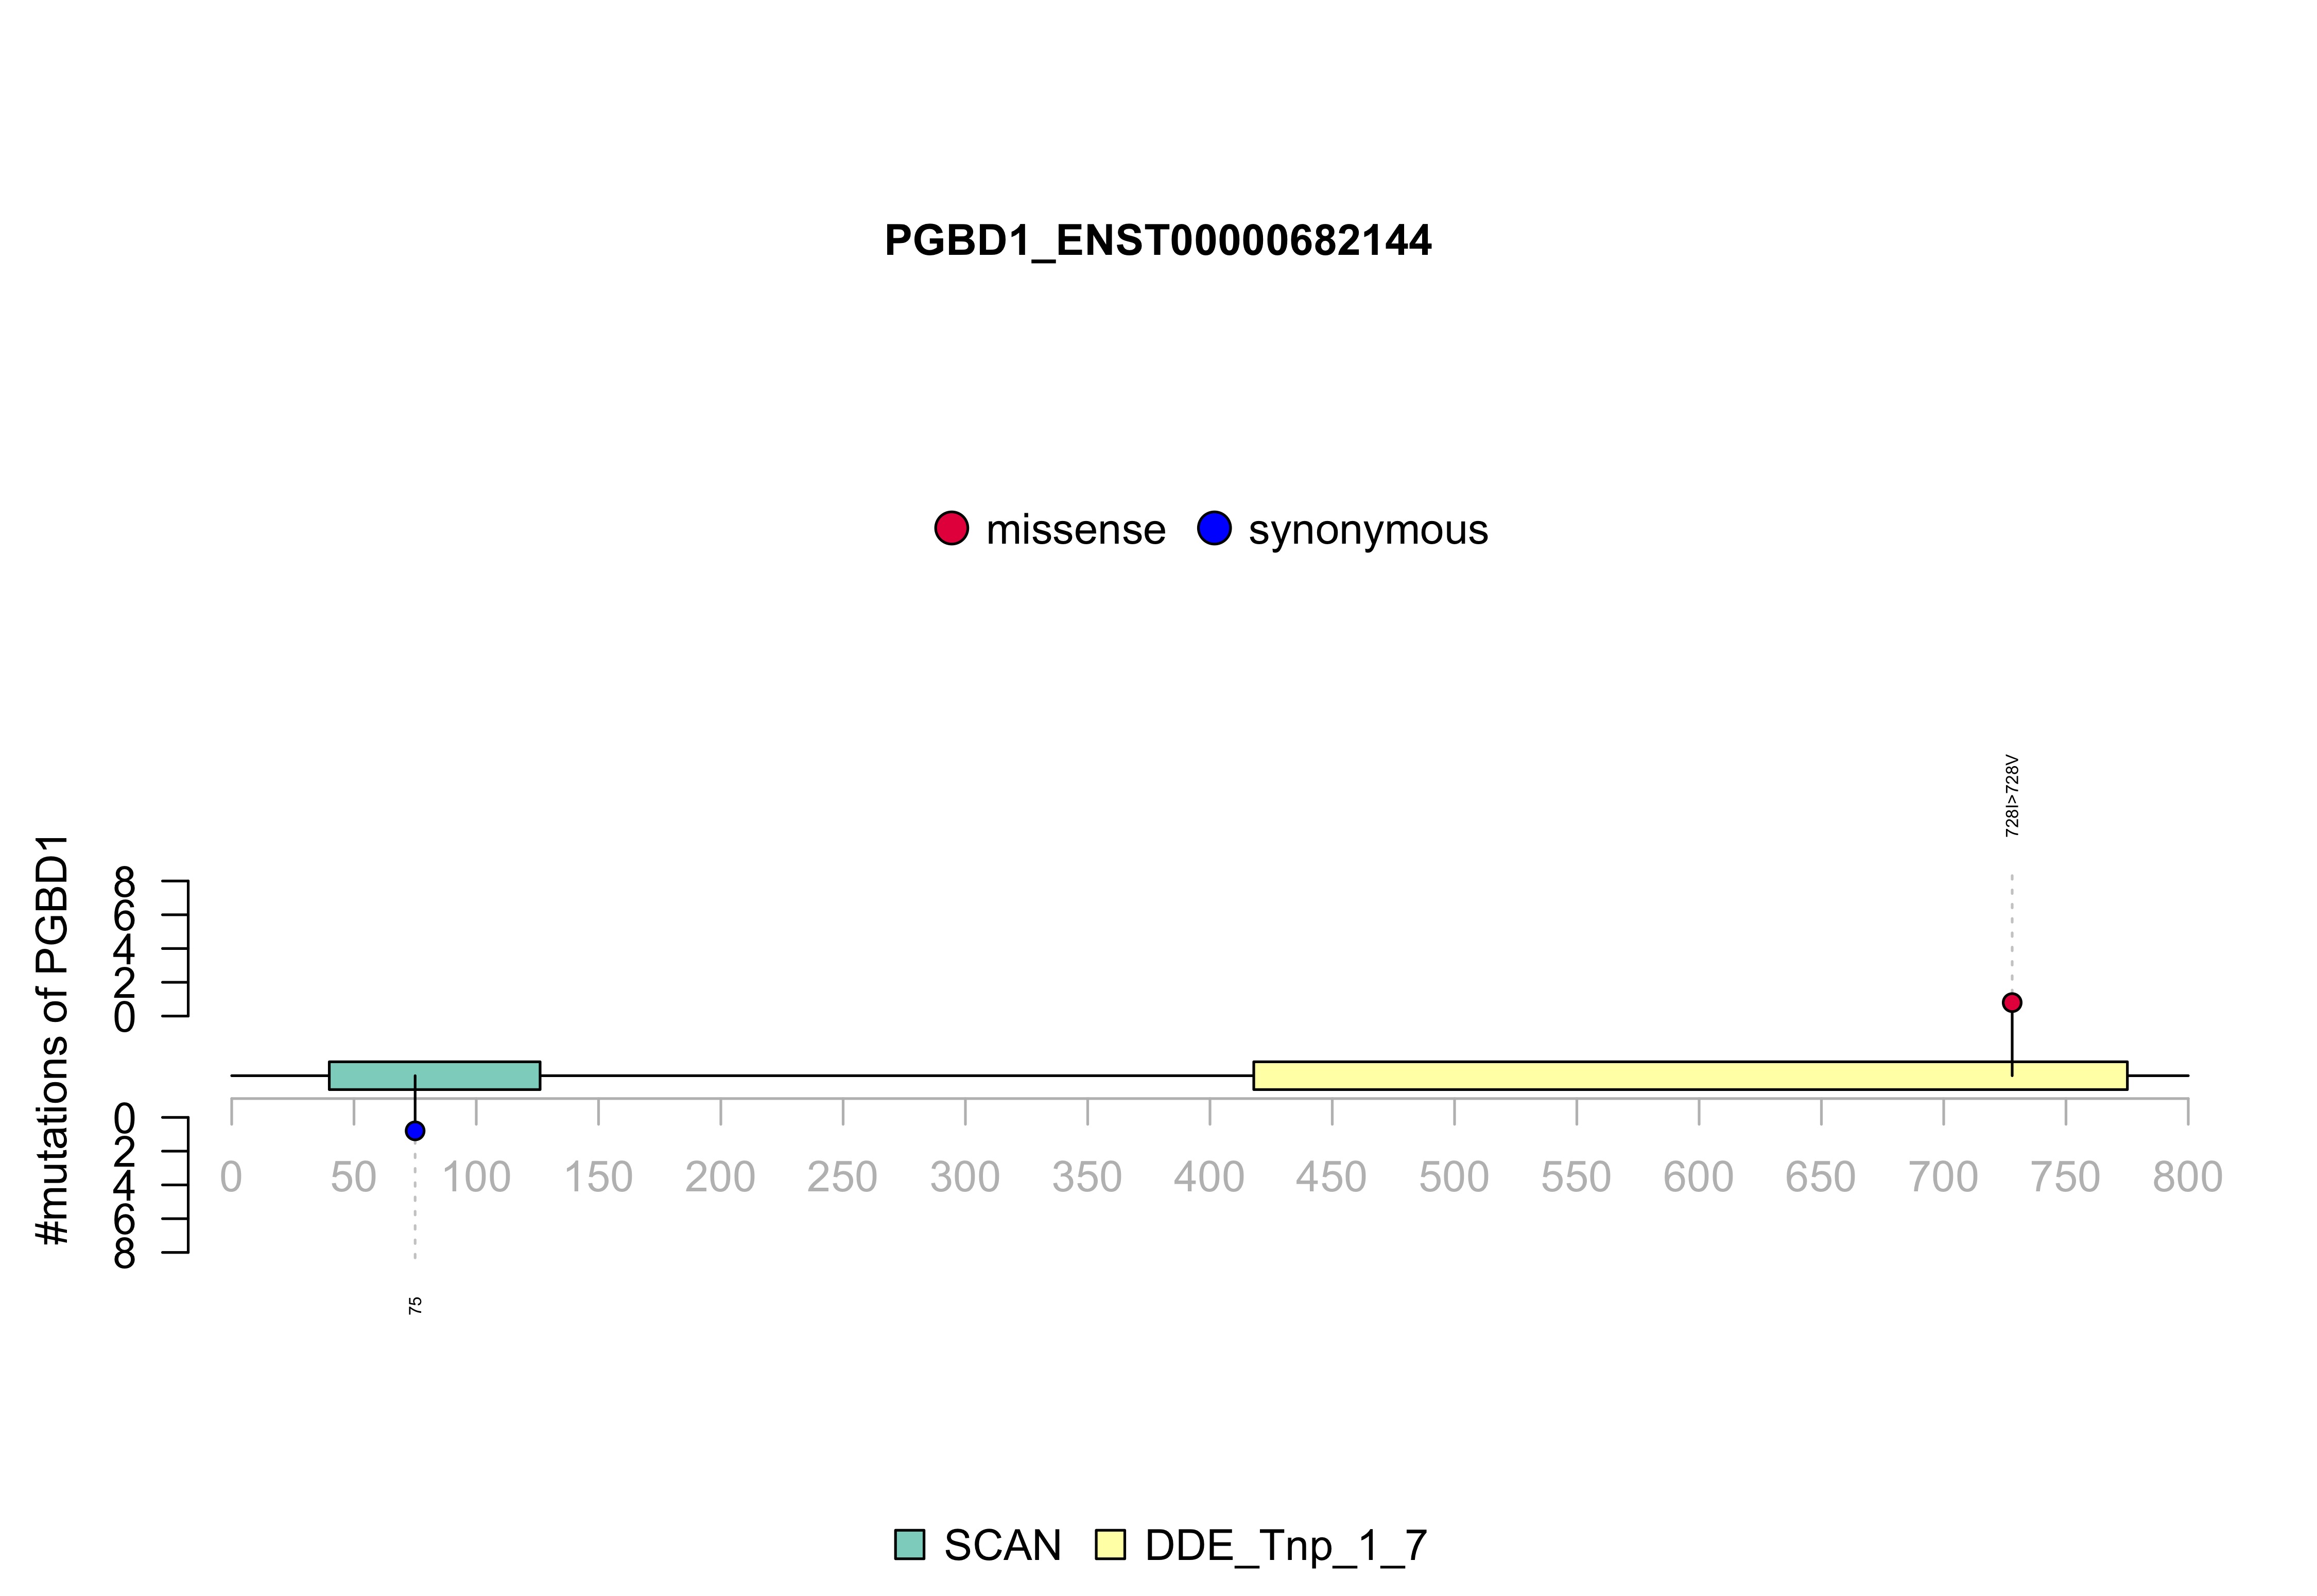 PGBD1_ENST00000682144
missense synonymous
728I>728V
#mutations of PGBD1
8
6
4
2
0
0
2
4
6
8
0 50 100 150 200 250 300 350 400 450 500 550 600 650 700 750 800
75
SCAN DDE_Tnp_1_7